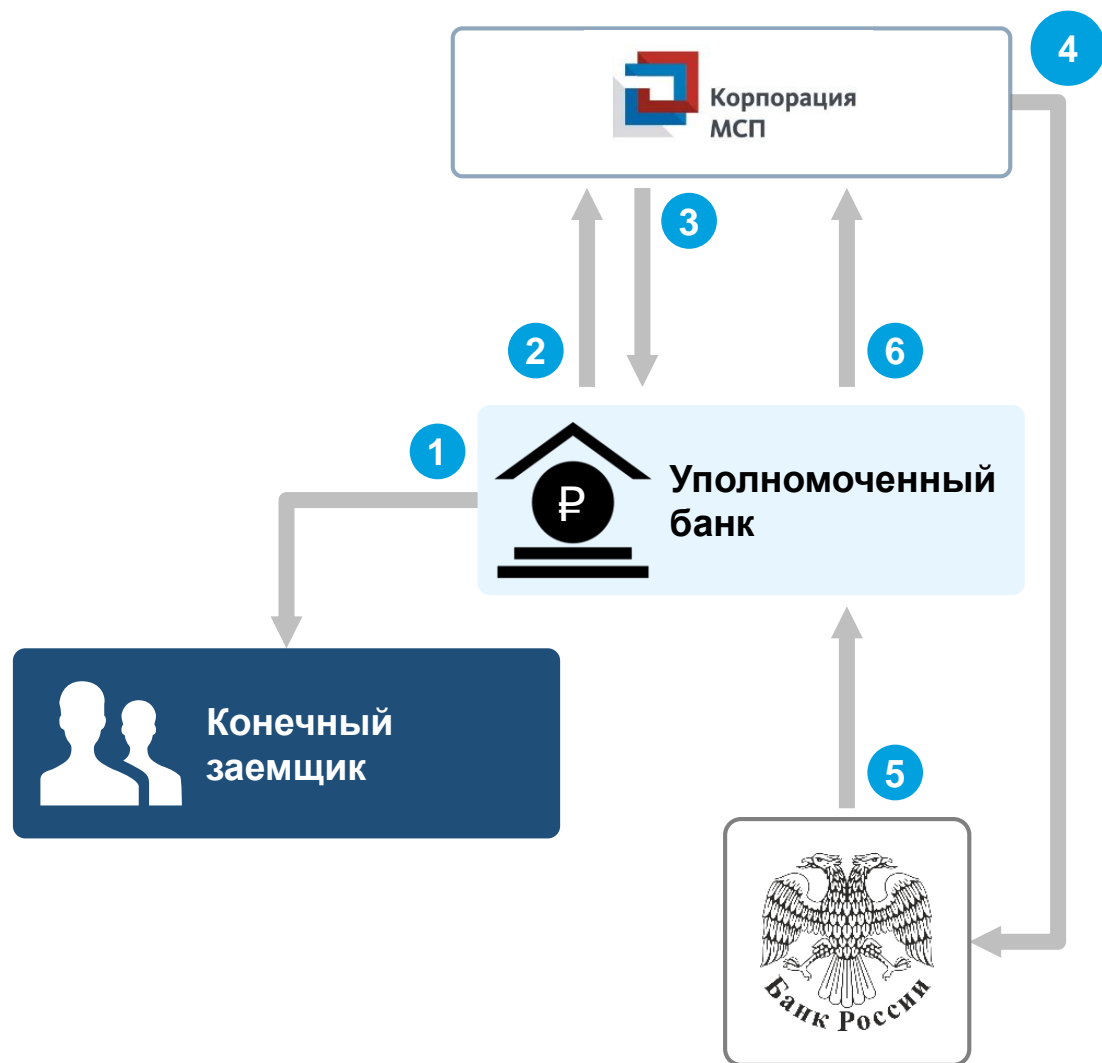 4
Корпорация
МСП
3
2
6
1
₽
Уполномоченный
банк
Конечный
заемщик
5
Банк России